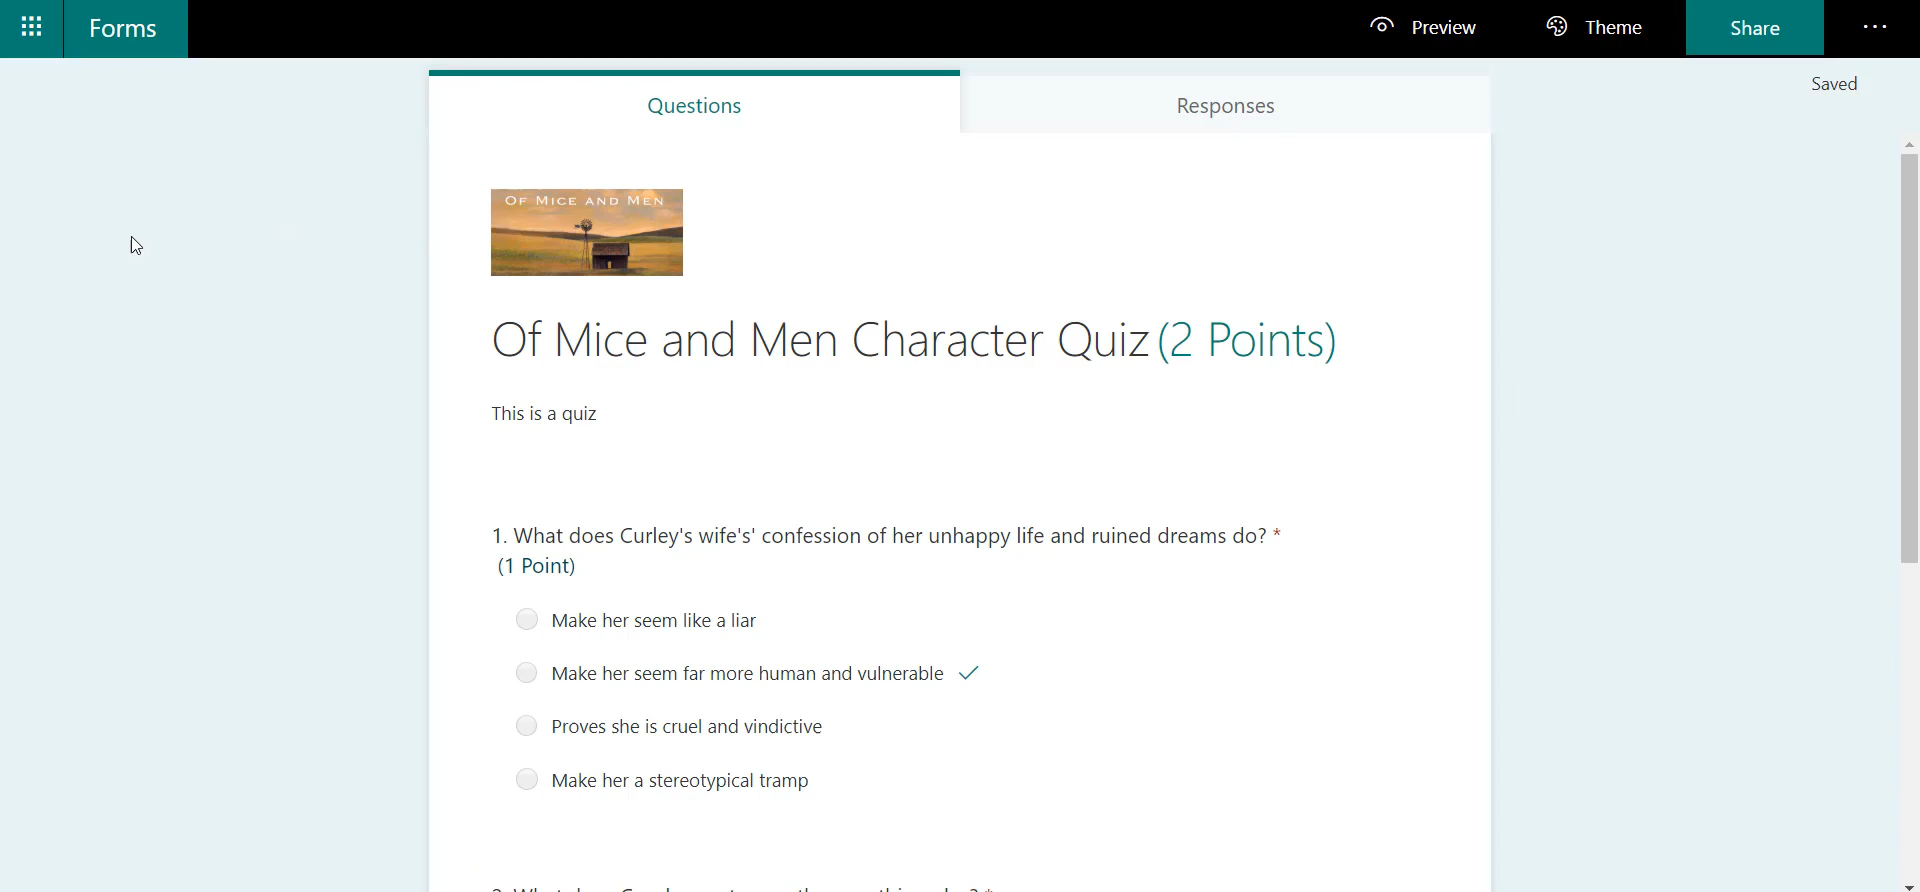 Forms
Preview
Theme
Share
Saved
Questions
Responses
OF MICE AND MEN
Of Mice and Men Character Quiz (2 Points)
This is a quiz
1. What does Curley's wife's' confession of her unhappy life and ruined dreams do? *
(1 Point)
Make her seem like a liar
Make her seem far more human and vulnerable
Proves she is cruel and vindictive
Make her a stereotypical tramp